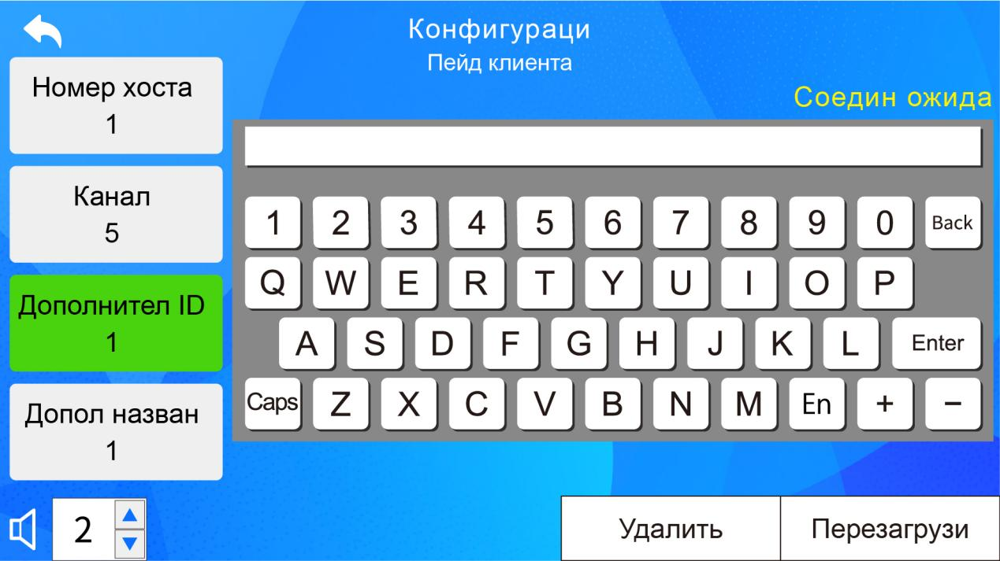 Конфигураци
Пейд клиента
Соедин ожида
Номер хоста
1
Канал
5
Дополнител ID
1
Допол назван
1
1 2 3 4 5 6 7 8 9 0 Back
Q W E R T Y U I O P
A S D F G H J K L Enter
Caps Z X C V B N M En + −
2
Удалить
Перезагрузи